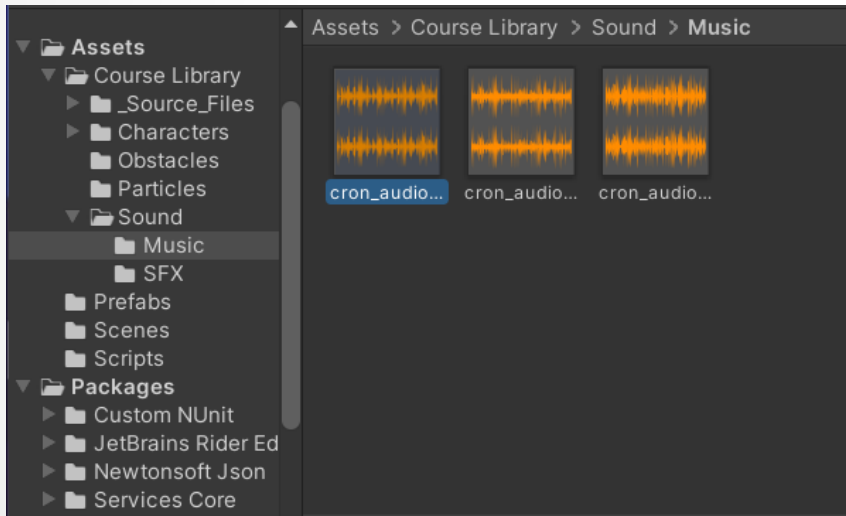 Assets
Course Library
_Source_Files
Characters
Obstacles
Particles
Sound
Music
SFX
Prefabs
Scenes
Scripts
Packages
Custom NUnit
JetBrains Rider Ed
Newtonsoft Json
Services Core
Assets > Course Library > Sound > Music
cron_audio... cron_audio... cron_audio...